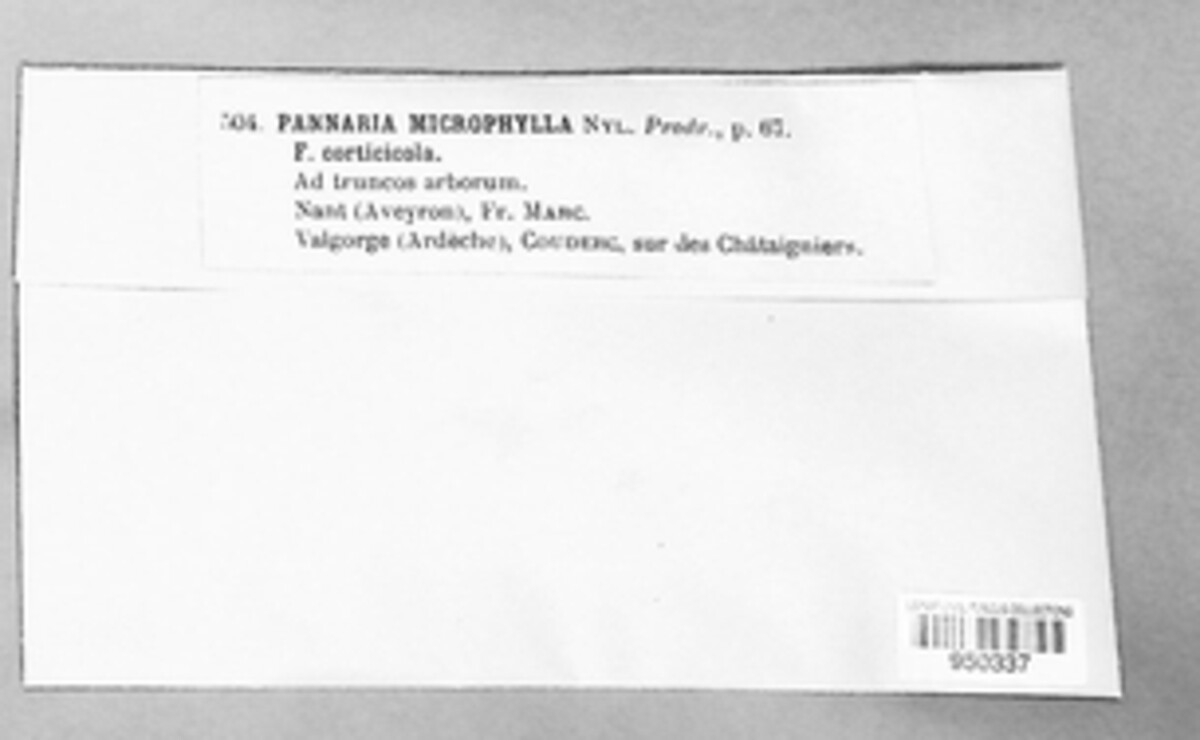 504. PANNARIA MICROPHYLLA NYL. Prodr., p. 67.
F. corticicola.
Ad truncos arborum.
Nant (Aveyron), Fr. MARC.
Valgorge (Ardèche), COUDERC, sur des Châtaigniers.
950337